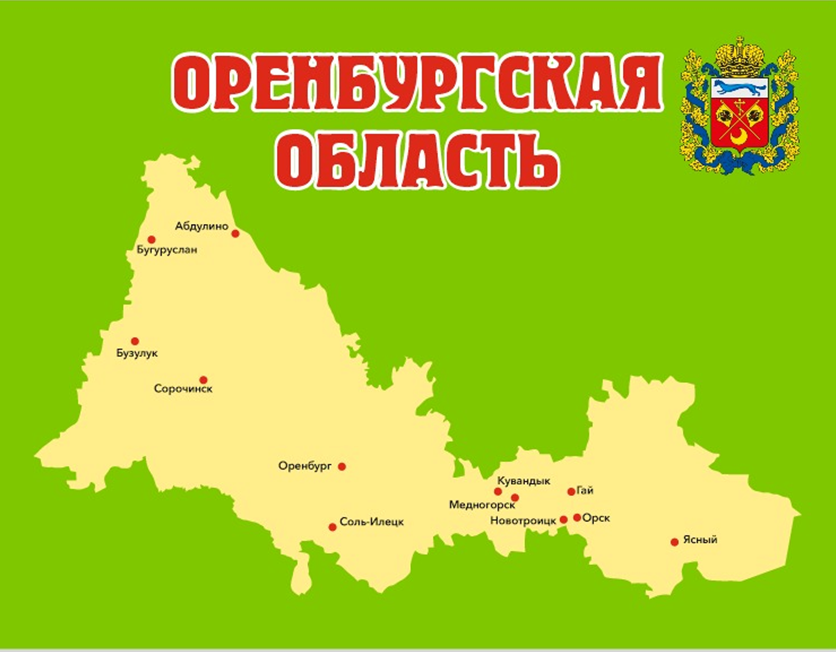 ОРЕНБУРГСКАЯ
ОБЛАСТЬ
Абдулино
Бугуруслан
Бузулук
Сорочинск
Оренбург
Соль-Илецк
Кувандык
Медногорск
Гай
Новотроицк
Орск
Ясный